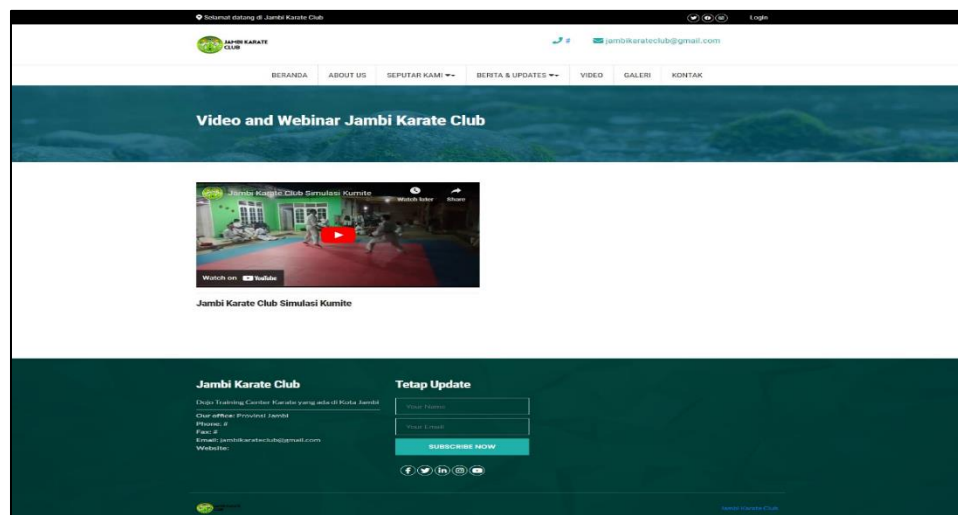 Selamat datang di Jambi Karate Club
Login
JAMBI KARATE
CLUB
#
jambikarateclub@gmail.com
BERANDA ABOUT US SEPUTAR KAMI BERITA & UPDATES VIDEO GALERI KONTAK
Video and Webinar Jambi Karate Club
Jambi Karate Club Simulasi Kumite
Watch later Share
Watch on YouTube
Jambi Karate Club Simulasi Kumite
Jambi Karate Club
Dojo Training Center Karate yang ada di Kota Jambi
Our office: Provinsi Jambi
Phone: #
Fax: #
Email: jambikarateclub@gmail.com
Website:
Tetap Update
Your Name
Your Email
SUBSCRIBE NOW
Jambi Karate Club